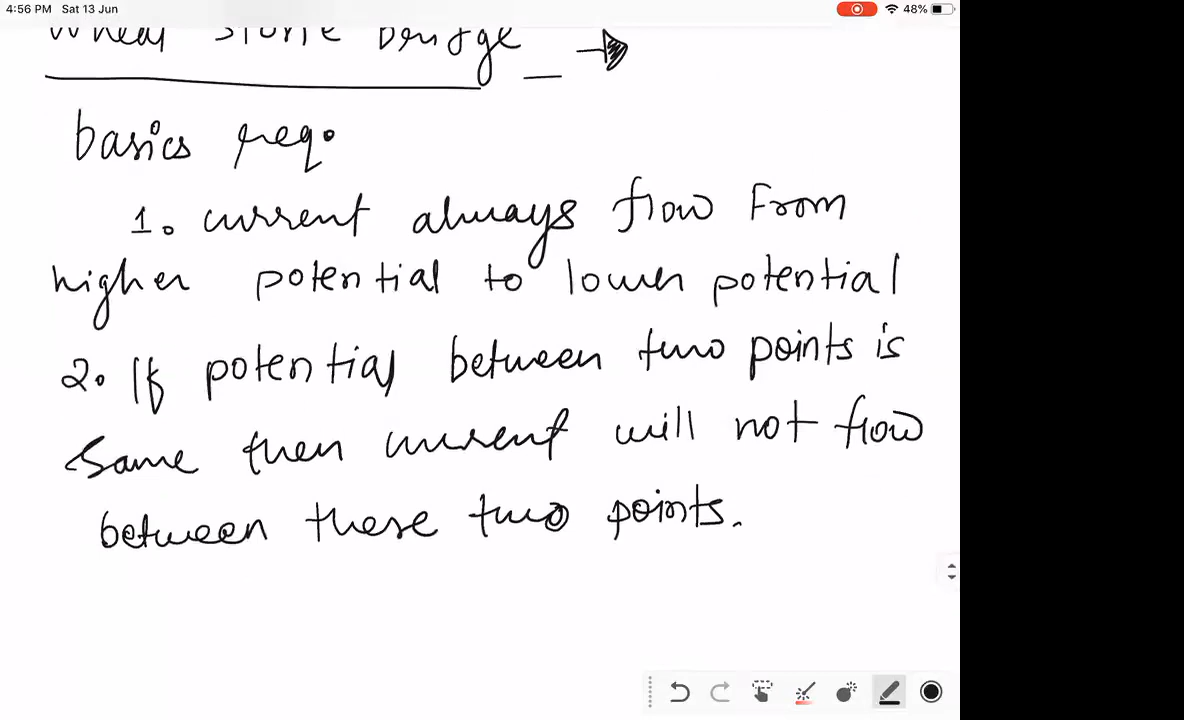 4:56 PM Sat 13 Jun
48%
Wheat stone bridge
basics req.
1. current always flow From
higher potential to lower potential
2. If potential between two points is
same then current will not flow
between these two points.